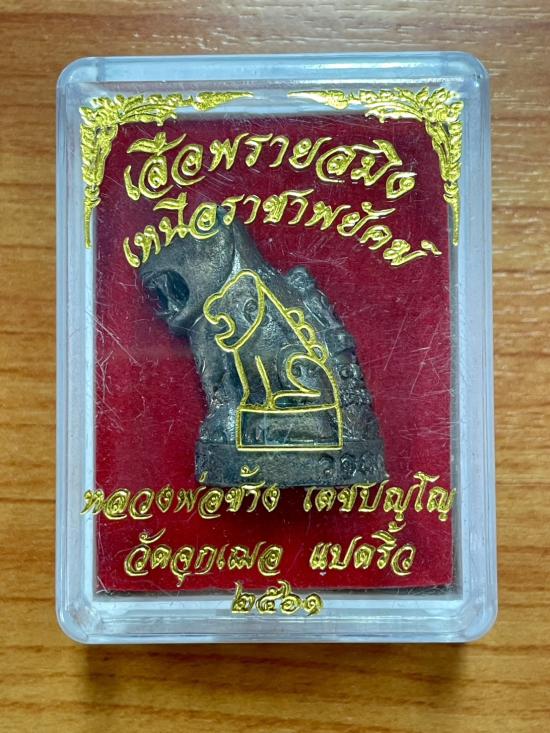 เสือพรายสมิง
เหนือราชาพยัคฆ์
หลวงพ่อช้าง เตชปญฺโญ
วัดจุกเฌอ แปดริ้ว
๒๕๖๑